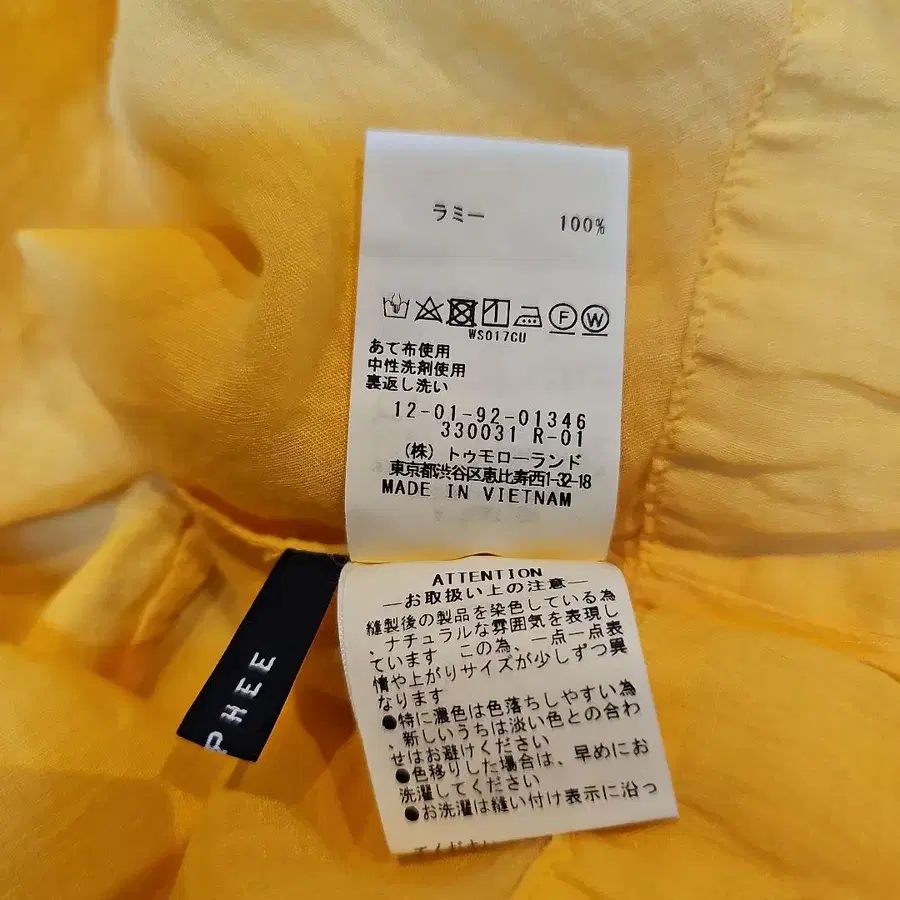 ラミー 100%
F W
WS017CU
あて布使用
中性洗剤使用
裏返し洗い
12-01-92-01346
330031 R-01
(株)トゥモローランド
東京都渋谷区恵比寿西1-32-18
MADE IN VIETNAM
PHEE
ATTENTION
―お取扱い上の注意―
縫製後の製品を染色している為
、ナチュラルな雰囲気を表現し
ています この為、一点一点表
情や上がりサイズが少しずつ異
なります
●特に濃色は色落ちしやすい為
、新しいうちは淡い色との合わ
せはお避けください
●色移りした場合は、早めにお
洗濯してください
●お洗濯は縫い付け表示に沿っ
てください